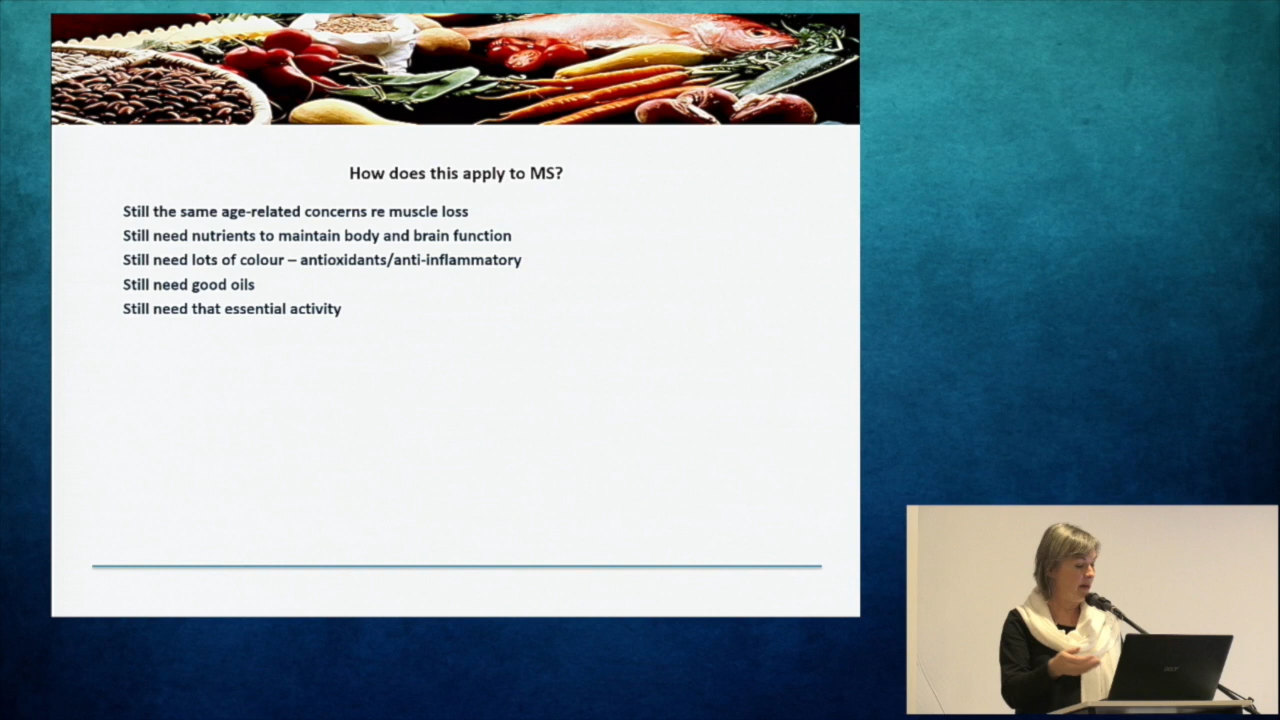 How does this apply to MS?
Still the same age-related concerns re muscle loss
Still need nutrients to maintain body and brain function
Still need lots of colour – antioxidants/anti-inflammatory
Still need good oils
Still need that essential activity
acer